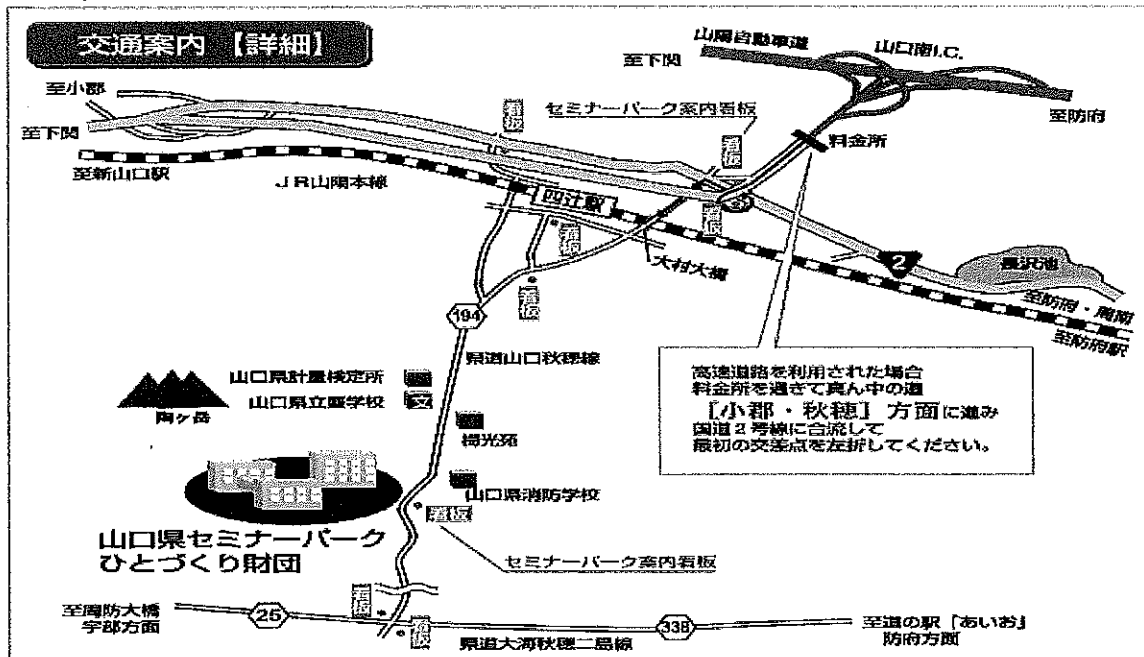 交通案内 【詳細】
山陽自動車道
山口南I.C.
至下関
至防府
至小郡
至下関
至新山口駅
JR山陽本線
看板
セミナーパーク案内看板
看板
料金所
四辻駅
看板
看板
大村大橋
2
長沢池
至防府・周南
至防府駅
看板
194
県道山口秋穂線
高速道路を利用された場合
料金所を過ぎて真ん中の道
［小郡・秋穂］方面に進み
国道2号線に合流して
最初の交差点を左折してください。
山口県計量検定所
山口県立聾学校
文
陶ヶ岳
山口県消防学校
看板
山口県セミナーパーク
ひとづくり財団
セミナーパーク案内看板
看板
至周防大橋
宇部方面
25
看板
県道大海秋穂二島線
338
至道の駅「あいお」
防府方面